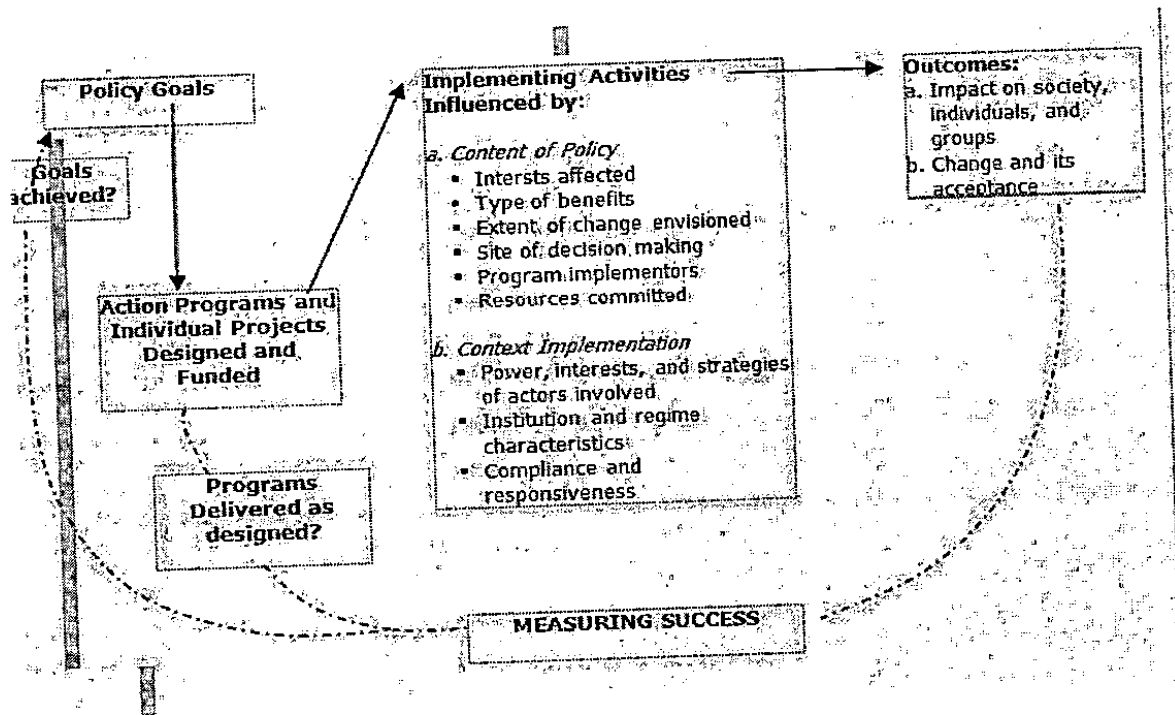 Policy Goals
Goals
achieved?
Action Programs and
Individual Projects
Designed and
Funded
Programs
Delivered as
designed?
Implementing Activities
Influenced by:
a. Content of Policy
▪ Intersts affected
▪ Type of benefits
▪ Extent of change envisioned
▪ Site of decision making
▪ Program implementors
▪ Resources committed
b. Context Implementation
▪ Power, interests, and strategies
of actors involved
▪ Institution and regime
characteristics
▪ Compliance and
responsiveness
Outcomes:
a. Impact on society,
individuals, and
groups
b. Change and its
acceptance
MEASURING SUCCESS